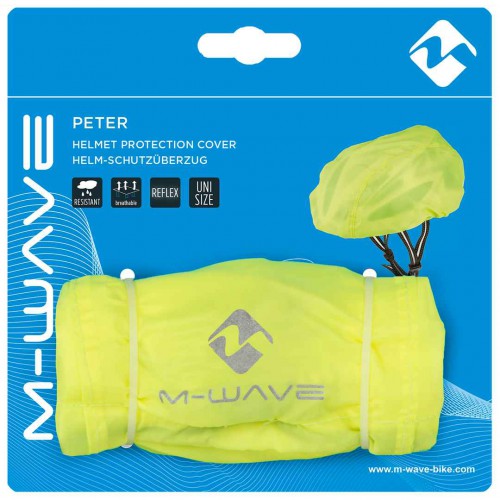 PETER
HELMET PROTECTION COVER
HELM-SCHUTZÜBERZUG
RESISTANT
breathable
REFLEX
UNI
SIZE
M-WAVE
M-WAVE
www.m-wave-bike.com